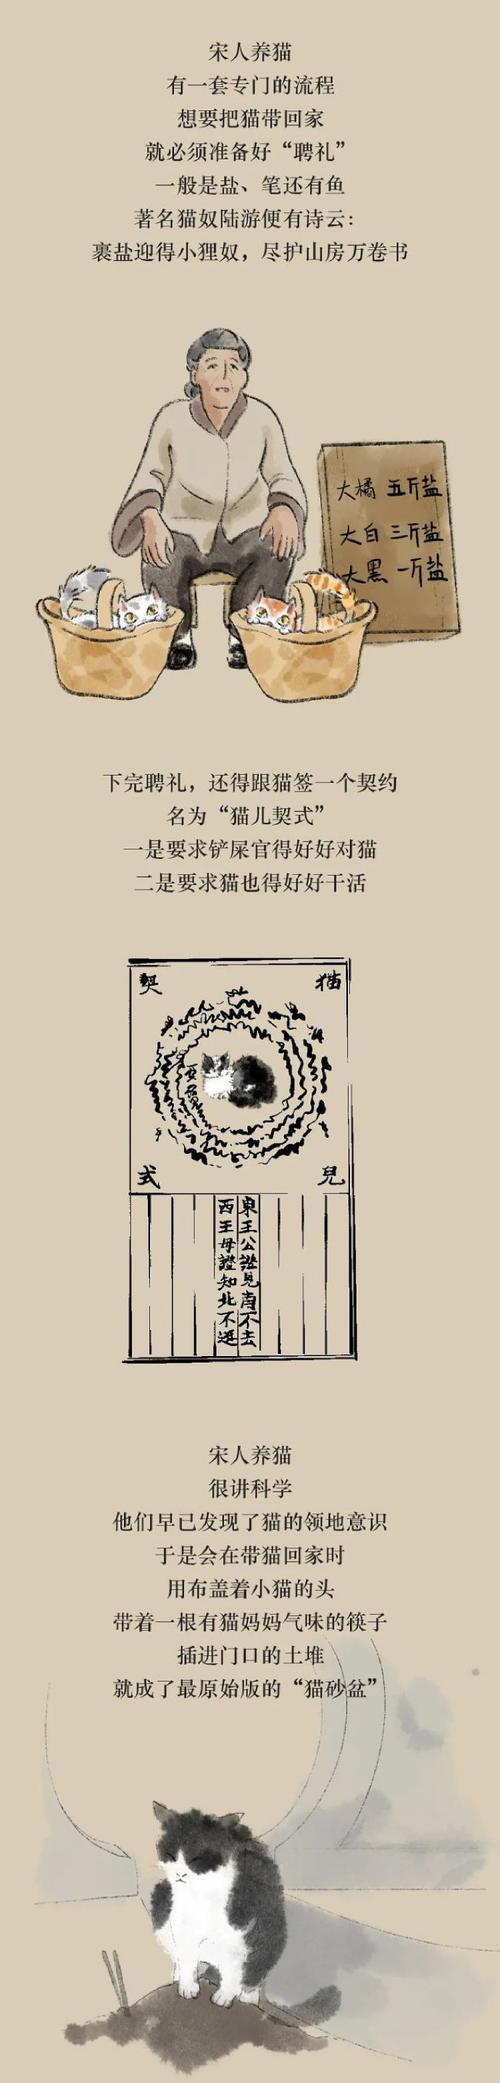 宋人养猫
有一套专门的流程
想要把猫带回家
就必须准备好“聘礼”
一般是盐、笔还有鱼
著名猫奴陆游便有诗云：
裹盐迎得小狸奴，尽护山房万卷书
大橘 五斤盐
大白 三斤盐
大黑 一斤盐
下完聘礼，还得跟猫签一个契约
名为“猫儿契式”
一是要求铲屎官得好好对猫
二是要求猫也得好好干活
猫
兒
契
式
東王公證見南不去
西王母證知北不遊
宋人养猫
很讲科学
他们早已发现了猫的领地意识
于是会在带猫回家时
用布盖着小猫的头
带着一根有猫妈妈气味的筷子
插进门口的土堆
就成了最原始版的“猫砂盆”